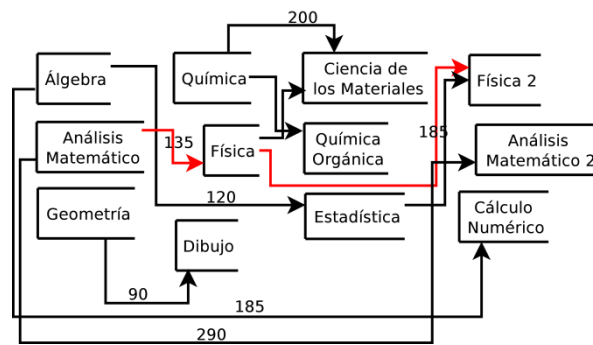 200
Álgebra
Química
Ciencia de
los Materiales
Física 2
Análisis
Matemático
135
Física
185
Química
Orgánica
Análisis
Matemático 2
Geometría
120
Estadística
Cálculo
Numérico
Dibujo
90
185
290